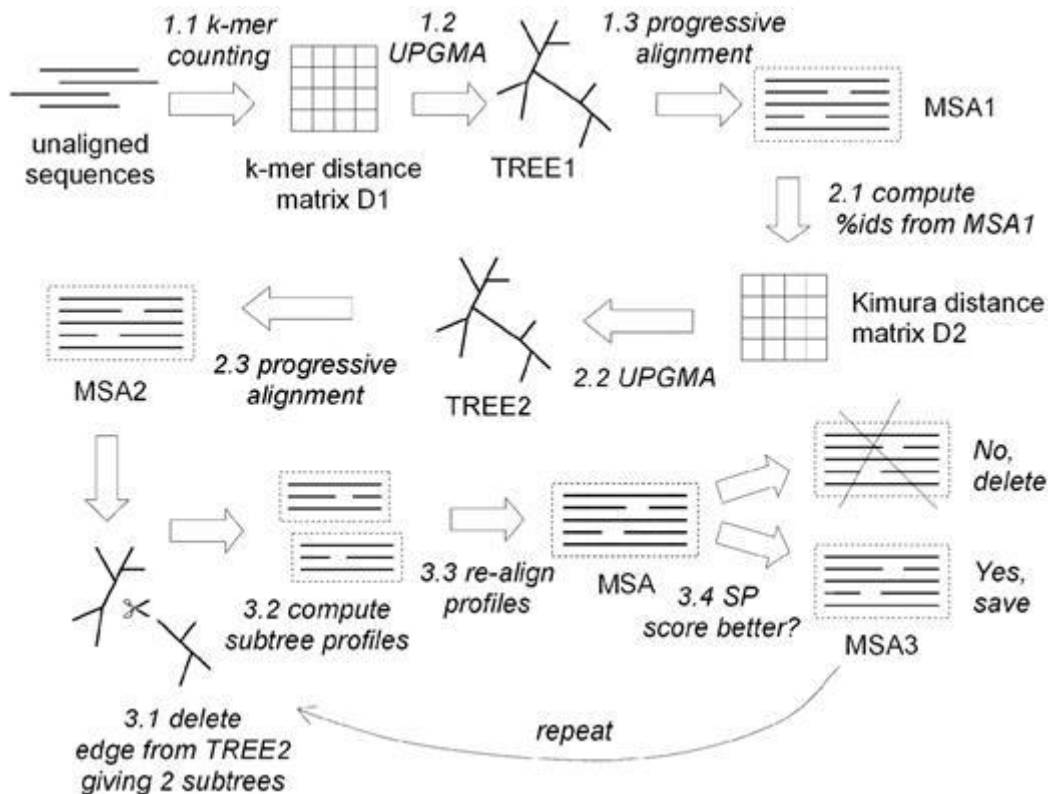 1.1 k-mer
counting
1.2
UPGMA
1.3 progressive
alignment
unaligned
sequences
k-mer distance
matrix D1
TREE1
MSA1
2.1 compute
%ids from MSA1
Kimura distance
matrix D2
2.2 UPGMA
TREE2
2.3 progressive
alignment
MSA2
3.1 delete
edge from TREE2
giving 2 subtrees
3.2 compute
subtree profiles
3.3 re-align
profiles
MSA
3.4 SP
score better?
No,
delete
Yes,
save
MSA3
repeat